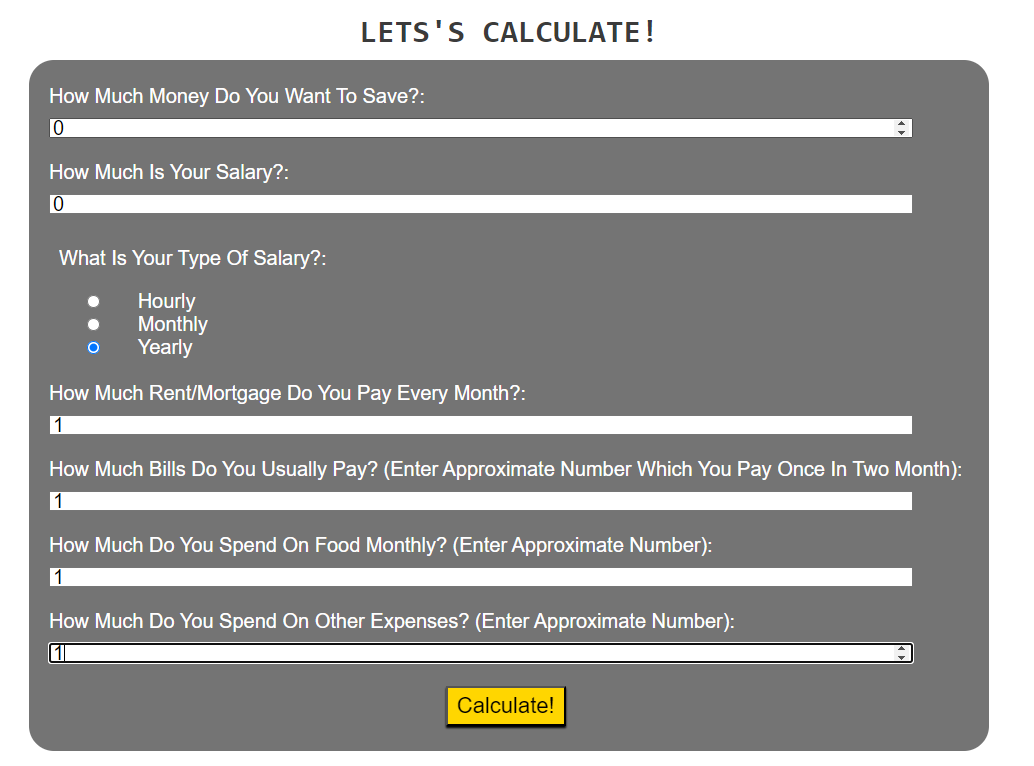 LETS'S CALCULATE!
How Much Money Do You Want To Save?:
0
How Much Is Your Salary?:
0
What Is Your Type Of Salary?:
Hourly
Monthly
Yearly
How Much Rent/Mortgage Do You Pay Every Month?:
1
How Much Bills Do You Usually Pay? (Enter Approximate Number Which You Pay Once In Two Month):
1
How Much Do You Spend On Food Monthly? (Enter Approximate Number):
1
How Much Do You Spend On Other Expenses? (Enter Approximate Number):
1
Calculate!